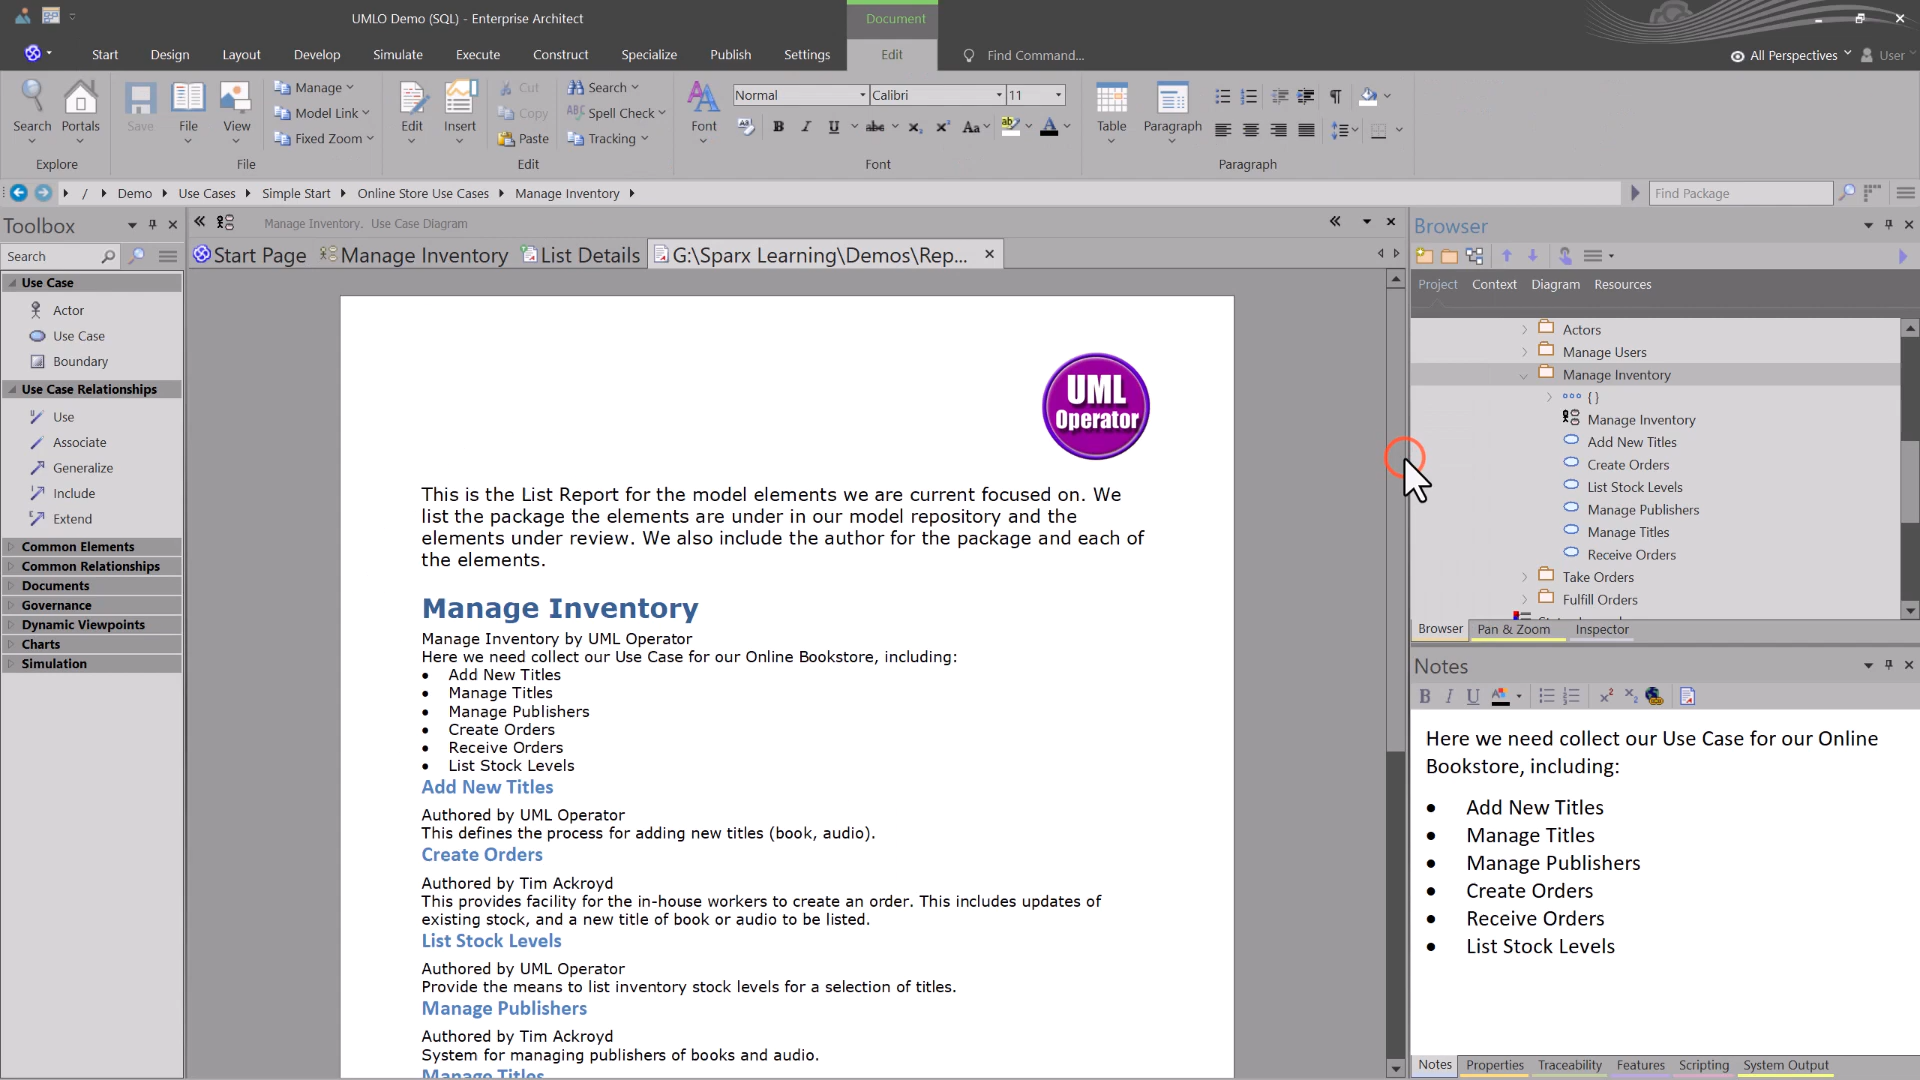 UMLO Demo (SQL) - Enterprise Architect
Document
Start Design Layout Develop Simulate Execute Construct Specialize Publish Settings Edit Find Command... All Perspectives User
Search Portals Save File View Manage Model Link Fixed Zoom
Edit Insert Cut Copy Paste Search Spell Check Tracking
Font Normal Calibri 11
B I U abc X₂ Aa ab A
Table Paragraph
Explore File Edit Font Paragraph
/ Demo Use Cases Simple Start Online Store Use Cases Manage Inventory
Find Package
Toolbox
Search
Use Case
Actor
Use Case
Boundary
Use Case Relationships
Use
Associate
Generalize
Include
Extend
Common Elements
Common Relationships
Documents
Governance
Dynamic Viewpoints
Charts
Simulation
Manage Inventory. Use Case Diagram
Start Page Manage Inventory List Details G:\Sparx Learning\Demos\Rep...
UML
Operator
This is the List Report for the model elements we are current focused on. We
list the package the elements are under in our model repository and the
elements under review. We also include the author for the package and each of
the elements.
Manage Inventory
Manage Inventory by UML Operator
Here we need collect our Use Case for our Online Bookstore, including:
• Add New Titles
• Manage Titles
• Manage Publishers
• Create Orders
• Receive Orders
• List Stock Levels
Add New Titles
Authored by UML Operator
This defines the process for adding new titles (book, audio).
Create Orders
Authored by Tim Ackroyd
This provides facility for the in-house workers to create an order. This includes updates of
existing stock, and a new title of book or audio to be listed.
List Stock Levels
Authored by UML Operator
Provide the means to list inventory stock levels for a selection of titles.
Manage Publishers
Authored by Tim Ackroyd
System for managing publishers of books and audio.
Manage Titles
Browser
Project Context Diagram Resources
Actors
Manage Users
Manage Inventory
{ }
Manage Inventory
Add New Titles
Create Orders
List Stock Levels
Manage Publishers
Manage Titles
Receive Orders
Take Orders
Fulfill Orders
Browser Pan & Zoom Inspector
Notes
B I U
Here we need collect our Use Case for our Online
Bookstore, including:
• Add New Titles
• Manage Titles
• Manage Publishers
• Create Orders
• Receive Orders
• List Stock Levels
Notes Properties Traceability Features Scripting System Output